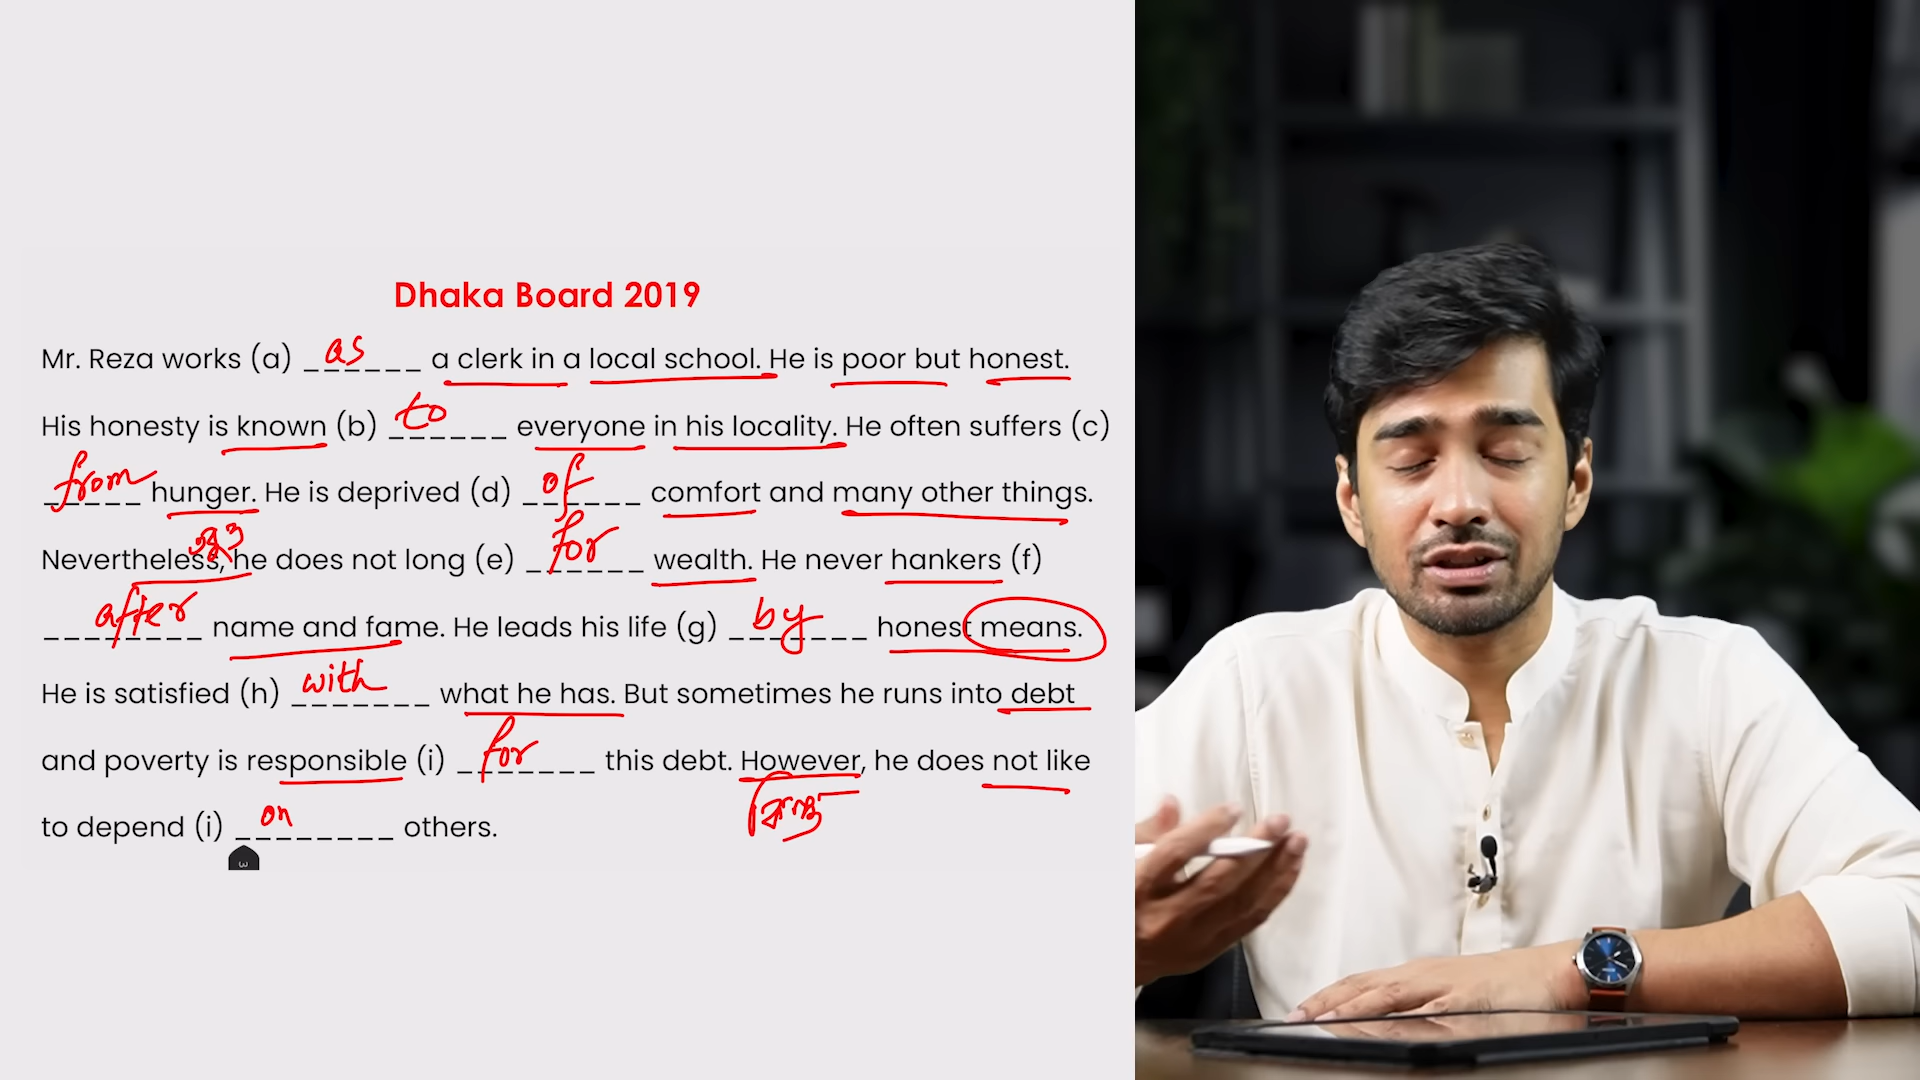 Dhaka Board 2019
Mr. Reza works (a) as a clerk in a local school. He is poor but honest.
His honesty is known (b) to everyone in his locality. He often suffers (c)
from hunger. He is deprived (d) of comfort and many other things.
Nevertheless, he does not long (e) for wealth. He never hankers (f)
after name and fame. He leads his life (g) by honest means.
He is satisfied (h) with what he has. But sometimes he runs into debt
and poverty is responsible (i) for this debt. However, he does not like
to depend (i) on others.